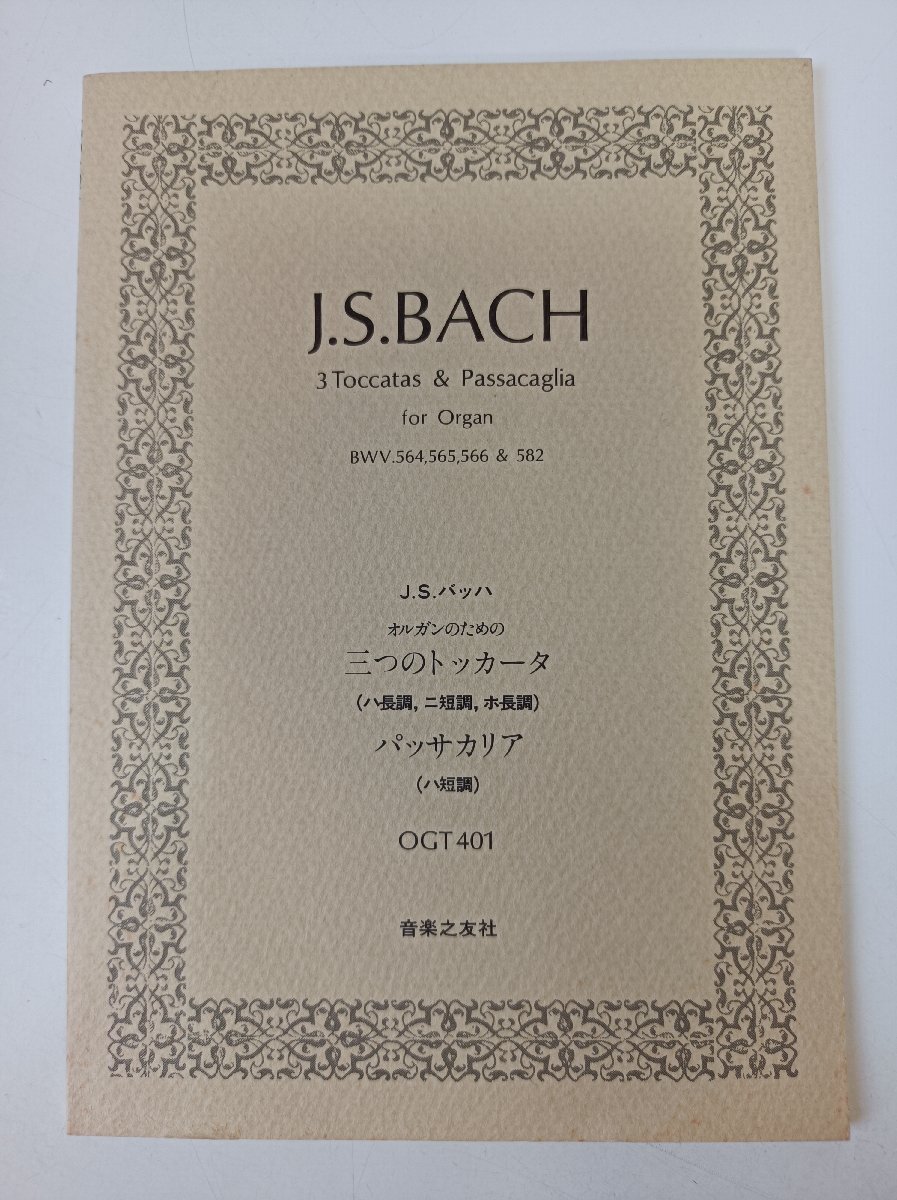 J.S.BACH
3 Toccatas & Passacaglia
for Organ
BWV.564,565,566 & 582
J.S.バッハ
オルガンのための
三つのトッカータ
(ハ長調, ニ短調, ホ長調)
パッサカリア
(ハ短調)
OGT 401
音楽之友社